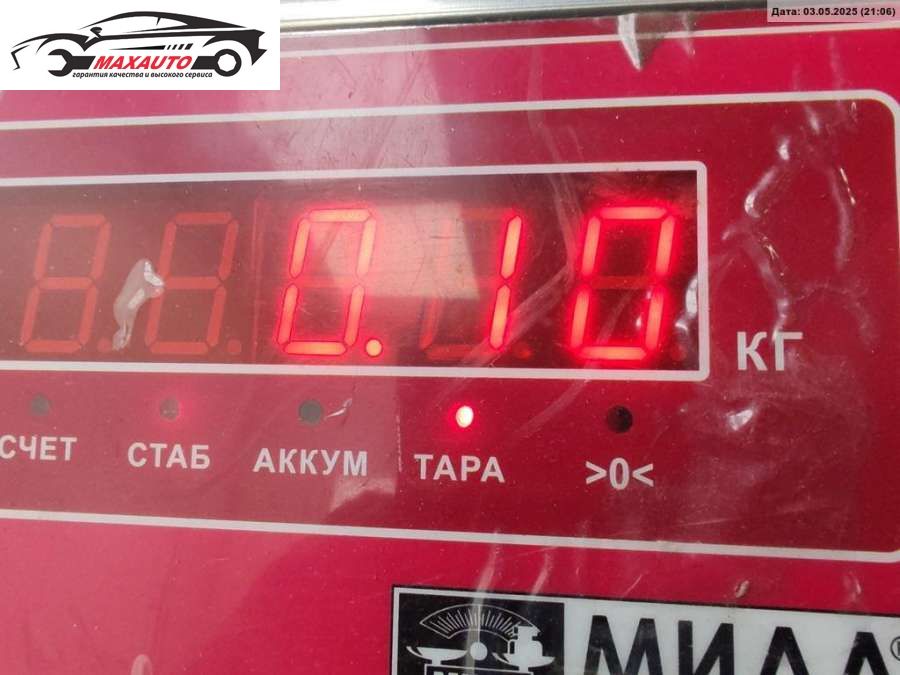 Дата: 03.05.2025 (21:06)
MAXAUTO
гарантия качества и высокого сервиса
0.10
КГ
СЧЕТ СТАБ АККУМ ТАРА >0<
МИДЛ®